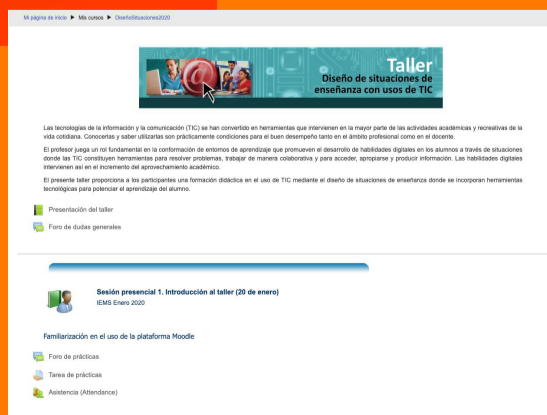 Mi página de inicio ► Mis cursos ► DiseñoSituaciones2020
Taller
Diseño de situaciones de
enseñanza con usos de TIC
Las tecnologías de la información y la comunicación (TIC) se han convertido en herramientas que intervienen en la mayor parte de las actividades académicas y recreativas de la
vida cotidiana. Conocerlas y saber utilizarlas son prácticamente condiciones para el buen desempeño tanto en el ámbito profesional como en el docente.
El profesor juega un rol fundamental en la conformación de entornos de aprendizaje que promueven el desarrollo de habilidades digitales en los alumnos a través de situaciones
donde las TIC constituyen herramientas para resolver problemas, trabajar de manera colaborativa y para acceder, apropiarse y producir información. Las habilidades digitales
intervienen así en el incremento del aprovechamiento académico.
El presente taller proporciona a los participantes una formación didáctica en el uso de TIC mediante el diseño de situaciones de enseñanza donde se incorporan herramientas
tecnológicas para potenciar el aprendizaje del alumno.
Presentación del taller
Foro de dudas generales
Sesión presencial 1. Introducción al taller (20 de enero)
IEMS Enero 2020
Familiarización en el uso de la plataforma Moodle
Foro de prácticas
Tarea de prácticas
Asistencia (Attendance)